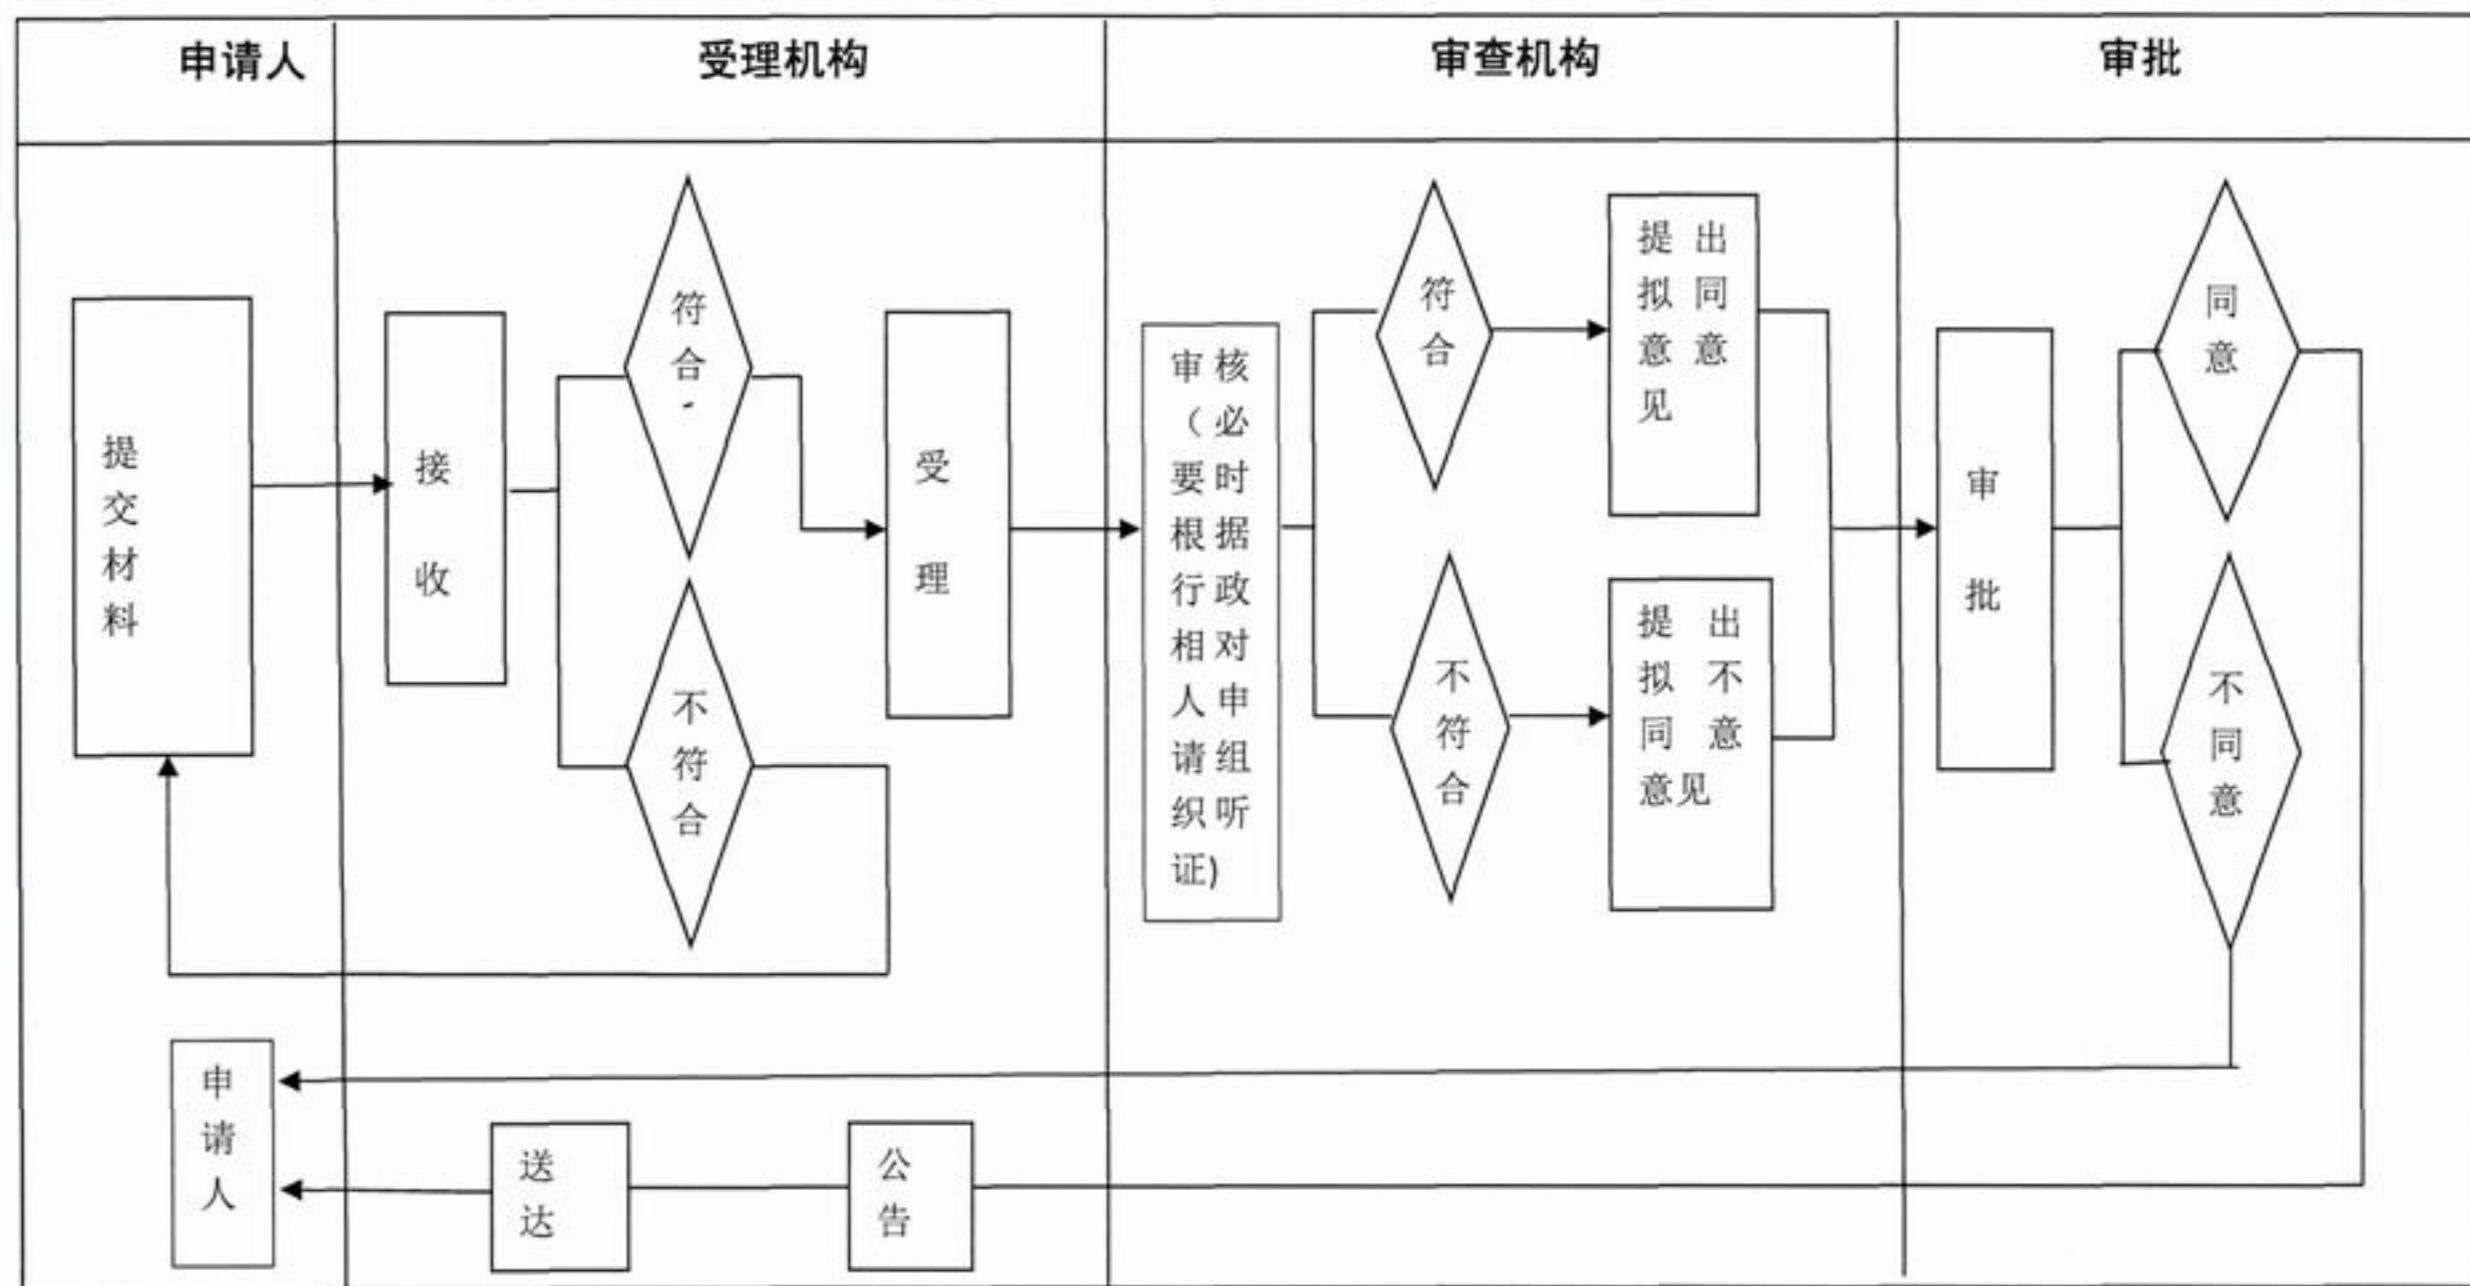 申请人
受理机构
审查机构
审批
提
交
材
料
接
收
符
合
不
符
合
受
理
审核
（必
要时
根据
行政
相对
人申
请组
织听
证)
符
合
不
符
合
提出
拟同
意意
见
提出
拟不
同意
意见
审
批
同
意
不
同
意
申
请
人
送
达
公
告